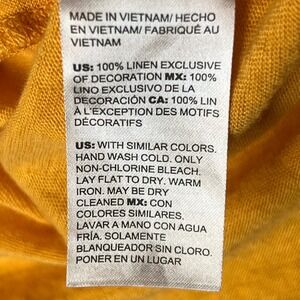 MADE IN VIETNAM/ HECHO
EN VIETNAM/ FABRIQUÉ AU
VIETNAM
US: 100% LINEN EXCLUSIVE
OF DECORATION MX: 100%
LINO EXCLUSIVO DE LA
DECORACIÓN CA: 100% LIN
À L'EXCEPTION DES MOTIFS
DÉCORATIFS
US: WITH SIMILAR COLORS.
HAND WASH COLD. ONLY
NON-CHLORINE BLEACH.
LAY FLAT TO DRY. WARM
IRON. MAY BE DRY
CLEANED MX: CON
COLORES SIMILARES.
LAVAR A MANO CON AGUA
FRÍA. SOLAMENTE
BLANQUEADOR SIN CLORO.
PONER EN UN LUGAR